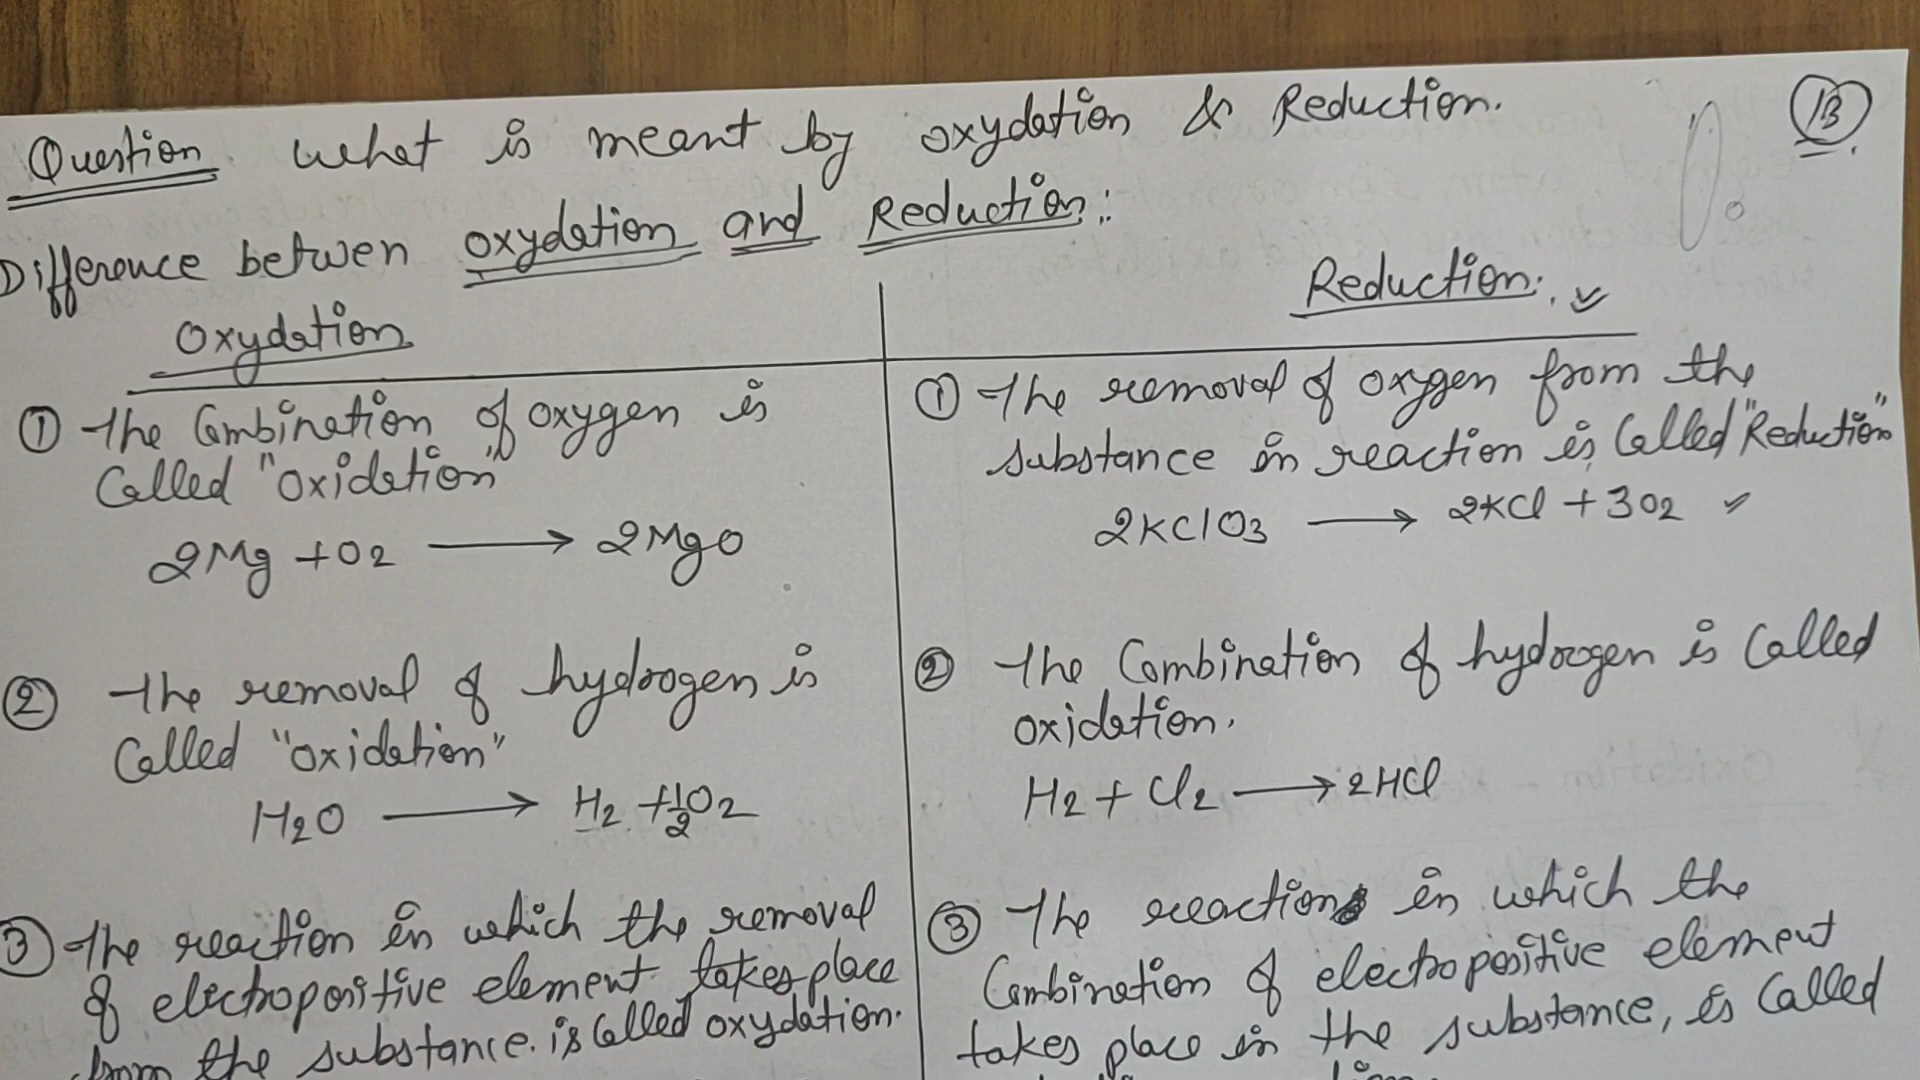 Question. What is meant by oxydation & Reduction. 13
Difference betwen oxydation and Reduction:
Oxydation
① The Combination of oxygen is
Called "oxidation"
2Mg + O2 ⟶ 2MgO
② The removal of hydrogen is
Called "oxidation"
H2O ⟶ H2 + 1/2 O2
③ The reaction in which the removal
of electropositive element takes place
from the substance. is Called oxydation.
Reduction.
① The removal of oxygen from the
substance in reaction is Called "Reduction"
2KClO3 ⟶ 2KCl + 3O2
② The Combination of hydrogen is Called
oxidation.
H2 + Cl2 ⟶ 2HCl
③ The reaction in which the
Combination of electropositive element
takes place in the substance, is Called